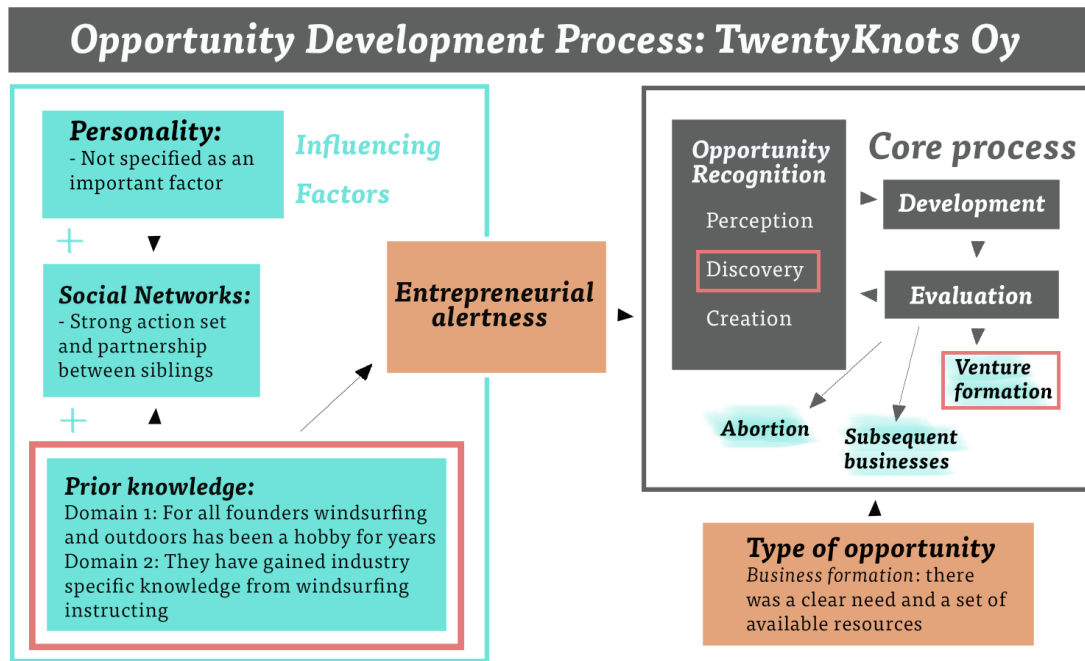 Opportunity Development Process: TwentyKnots Oy
Personality:
- Not specified as an
important factor
Influencing
Factors
+
Social Networks:
- Strong action set
and partnership
between siblings
+
Prior knowledge:
Domain 1: For all founders windsurfing
and outdoors has been a hobby for years
Domain 2: They have gained industry
specific knowledge from windsurfing
instructing
Entrepreneurial
alertness
Core process
Opportunity
Recognition
Perception
Discovery
Creation
Development
Evaluation
Venture
formation
Abortion
Subsequent
businesses
Type of opportunity
Business formation: there
was a clear need and a set of
available resources